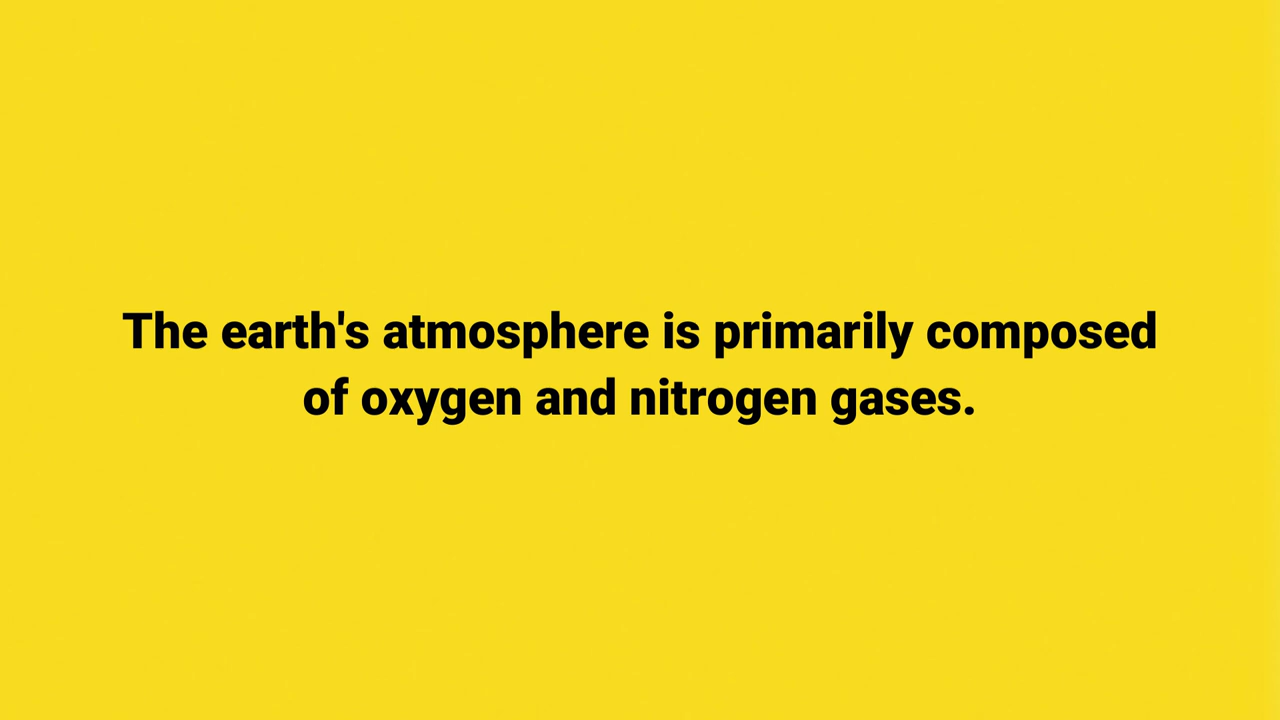 The earth's atmosphere is primarily composed
of oxygen and nitrogen gases.